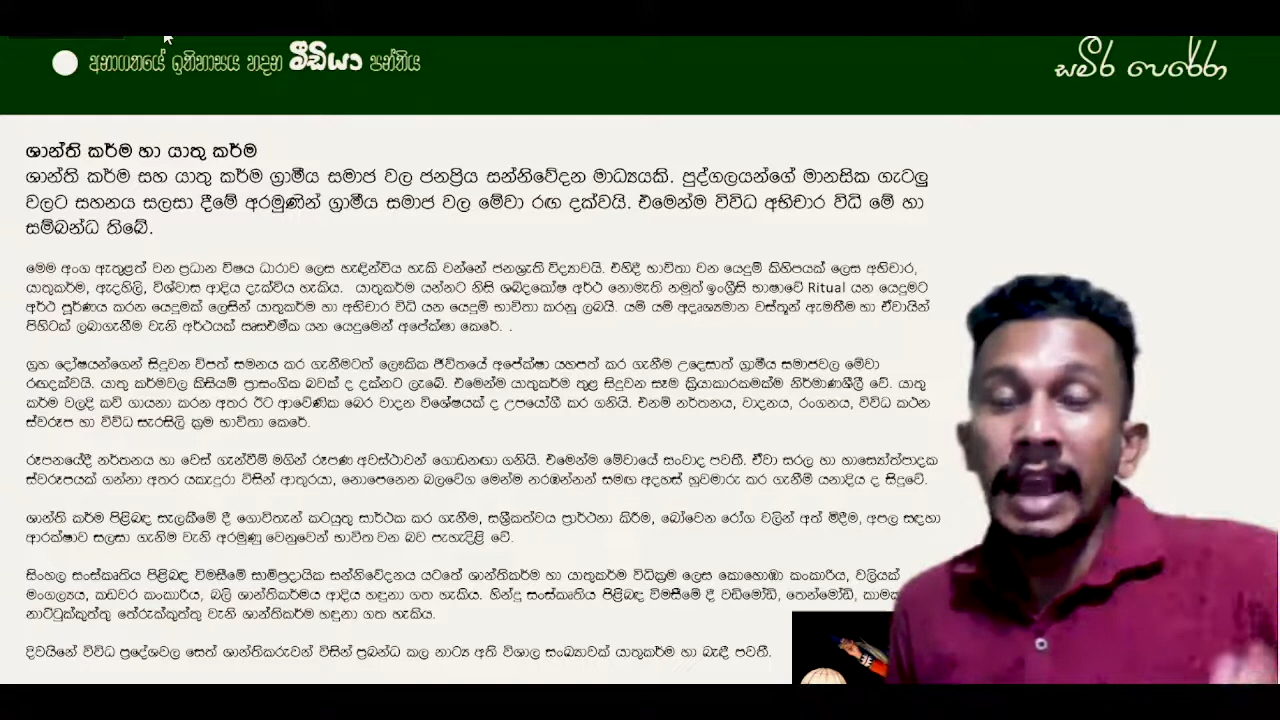 අනාගතයේ ඉතිහාසය හදන මීඩියා පන්තිය
සමීර පෙරේරා
ශාන්ති කර්ම හා යාතු කර්ම
ශාන්ති කර්ම සහ යාතු කර්ම ග්‍රාමීය සමාජ වල ජනප්‍රිය සන්නිවේදන මාධ්‍යයකි. පුද්ගලයන්ගේ මානසික ගැටලු
වලට සහනය සලසා දීමේ අරමුණින් ග්‍රාමීය සමාජ වල මේවා රඟ දක්වයි. එමෙන්ම විවිධ අභිචාර විධි මේ හා
සම්බන්ධ තිබේ.
මෙම අංග ඇතුළත් වන ප්‍රධාන විෂය ධාරාව ලෙස හැඳින්විය හැකි වන්නේ ජනශ්‍රැති විද්‍යාවයි. එහිදී භාවිතා වන යෙදුම් කිහිපයක් ලෙස අභිචාර,
යාතුකර්ම, ඇදහිලි, විශ්වාස ආදිය දැක්විය හැකිය. යාතුකර්ම යන්නට නිසි ශබ්දකෝෂ අර්ථ නොමැති නමුත් ඉංග්‍රීසි භාෂාවේ Ritual යන යෙදුමට
අර්ථ පූර්ණය කරන යෙදුමක් ලෙසින් යාතුකර්ම හා අභිචාර විධි යන යෙදුම් භාවිතා කරනු ලබයි. යම් යම් අදෘශ්‍යමාන වස්තූන් ඇමතීම හා ඒවායින්
පිහිටක් ලබාගැනීම වැනි අර්ථයක් සෘසඑමීක යන යෙදුමෙන් අපේක්ෂා කෙරේ. .
ග්‍රහ දෝෂයන්ගෙන් සිදුවන විපත් සමනය කර ගැනීමටත් ලෞකික ජීවිතයේ අපේක්ෂා යහපත් කර ගැනීම උදෙසාත් ග්‍රාමීය සමාජවල මේවා
රඟදක්වයි. යාතු කර්මවල කිසියම් ප්‍රාසංගික බවක් ද දක්නට ලැබේ. එමෙන්ම යාතුකර්ම තුළ සිදුවන සෑම ක්‍රියාකාරකමක්ම නිර්මාණශීලී වේ. යාතු
කර්ම වලදී කවි ගායනා කරන අතර ඊට ආවේණික බෙර වාදන විශේෂයක් ද උපයෝගී කර ගනියි. එනම් නර්තනය, වාදනය, රංගනය, විවිධ කථන
ස්වරූප හා විවිධ සැරසිලි ක්‍රම භාවිතා කෙරේ.
රූපනයේදී නර්තනය හා වෙස් ගැන්වීම් මගින් රූපණ අවස්ථාවන් ගොඩනඟා ගනියි. එමෙන්ම මේවායේ සංවාද පවතී. ඒවා සරල හා හාස්‍යෝත්පාදක
ස්වරූපයක් ගන්නා අතර යකැදුරා විසින් ආතුරයා, නොපෙනෙන බලවේග මෙන්ම නරඹන්නන් සමඟ අදහස් හුවමාරු කර ගැනීම් යනාදිය ද සිදුවේ.
ශාන්ති කර්ම පිළිබඳ සැලකීමේ දී ගොවිතැන් කටයුතු සාර්ථක කර ගැනීම, සශ්‍රීකත්වය ප්‍රාර්ථනා කිරීම, බෝවෙන රෝග වලින් අත් මිදීම, අපල සඳහා
ආරක්ෂාව සලසා ගැනීම වැනි අරමුණු වෙනුවෙන් භාවිත වන බව පැහැදිළි වේ.
සිංහල සංස්කෘතිය පිළිබඳ විමසීමේ සාම්ප්‍රදායික සන්නිවේදනය යටතේ ශාන්තිකර්ම හා යාතුකර්ම විධික්‍රම ලෙස කොහොඹා කංකාරිය, වලියක්
මංගල්‍යය, කඩවර කංකාරිය, බලි ශාන්තිකර්මය ආදිය හඳුනා ගත හැකිය. හින්දු සංස්කෘතිය පිළිබඳ විමසීමේ දී වඩිමෝඩි, තෙන්මෝඩි,
නාට්ටුක්කුත්තු තේරුක්කුත්තු වැනි ශාන්තිකර්ම හඳුනා ගත හැකිය.
දිවයිනේ විවිධ ප්‍රදේශවල සෙත් ශාන්තිකරුවන් විසින් ප්‍රබන්ධ කල නාට්‍ය අති විශාල සංඛ්‍යාවක් යාතුකර්ම හා බැඳී පවතී.